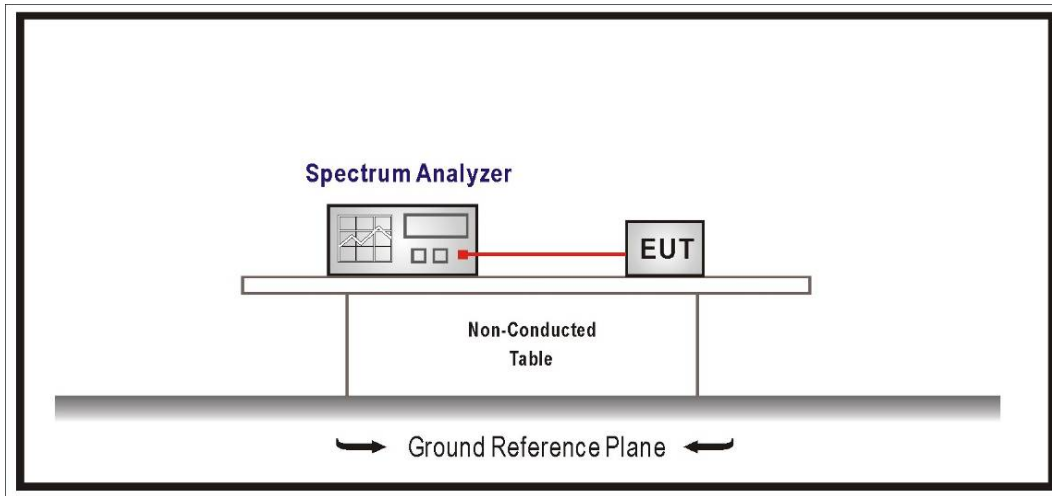 Spectrum Analyzer
EUT
Non-Conducted
Table
Ground Reference Plane